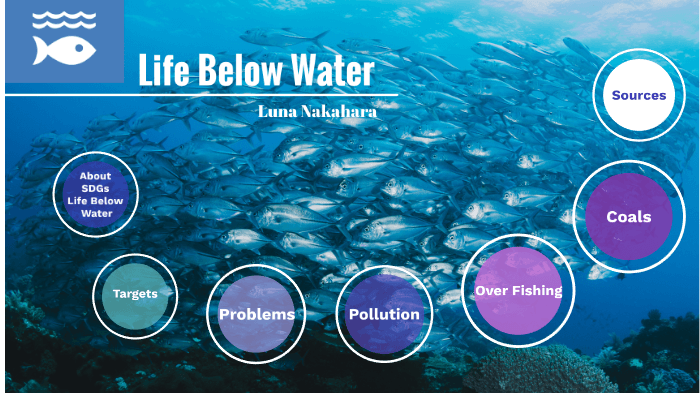 Life Below Water
Luna Nakahara
Sources
About
SDGs
Life Below
Water
Coals
Targets
Problems
Pollution
Over Fishing